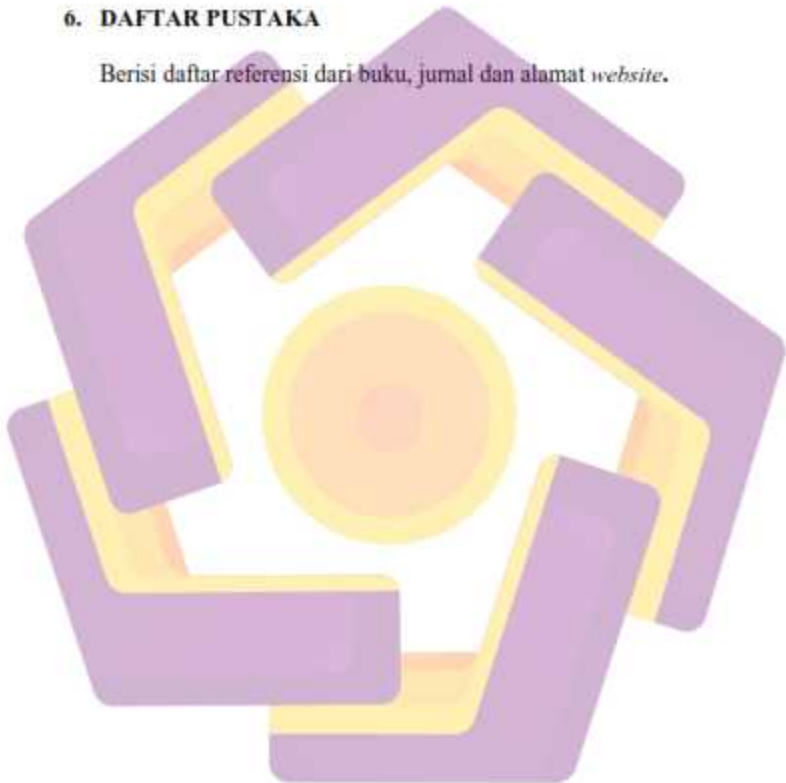 6. DAFTAR PUSTAKA
Berisi daftar referensi dari buku, jurnal dan alamat website.